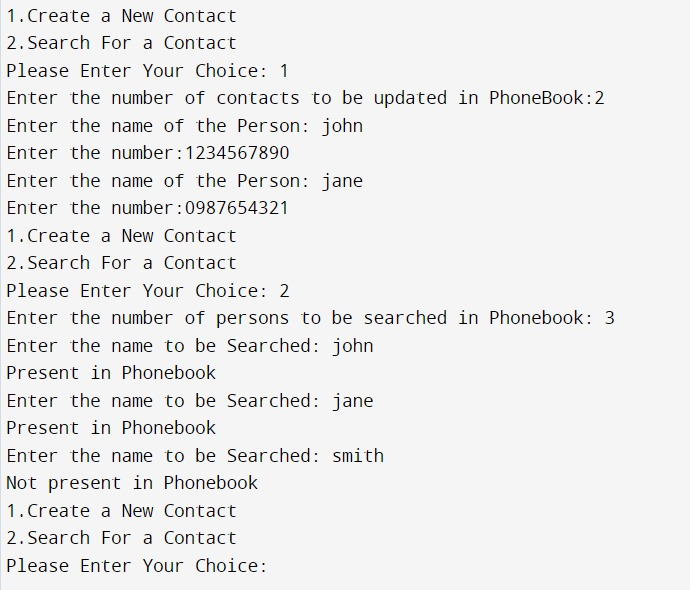 1.Create a New Contact
2.Search For a Contact
Please Enter Your Choice: 1
Enter the number of contacts to be updated in PhoneBook:2
Enter the name of the Person: john
Enter the number:1234567890
Enter the name of the Person: jane
Enter the number:0987654321
1.Create a New Contact
2.Search For a Contact
Please Enter Your Choice: 2
Enter the number of persons to be searched in Phonebook: 3
Enter the name to be Searched: john
Present in Phonebook
Enter the name to be Searched: jane
Present in Phonebook
Enter the name to be Searched: smith
Not present in Phonebook
1.Create a New Contact
2.Search For a Contact
Please Enter Your Choice: